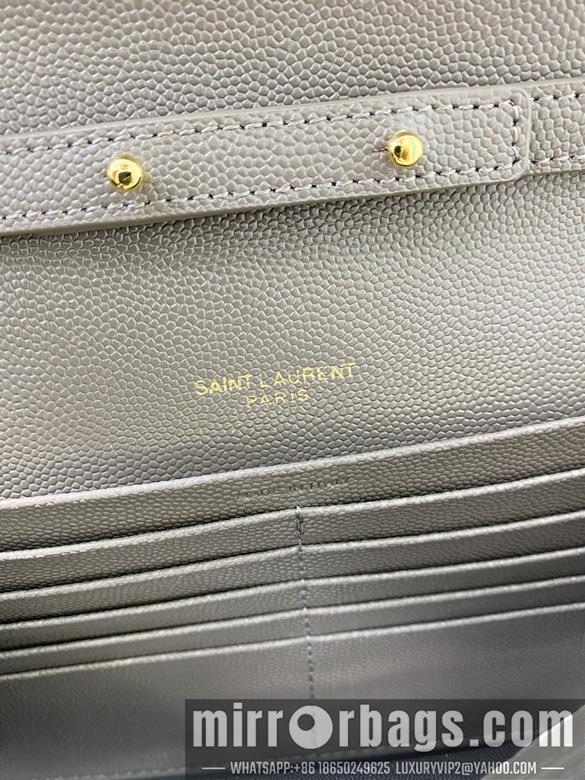 SAINT LAURENT
PARIS
mirrorbags.com
WHATSAPP:+86 18650249625 LUXURYVIP2@YAHOO.COM